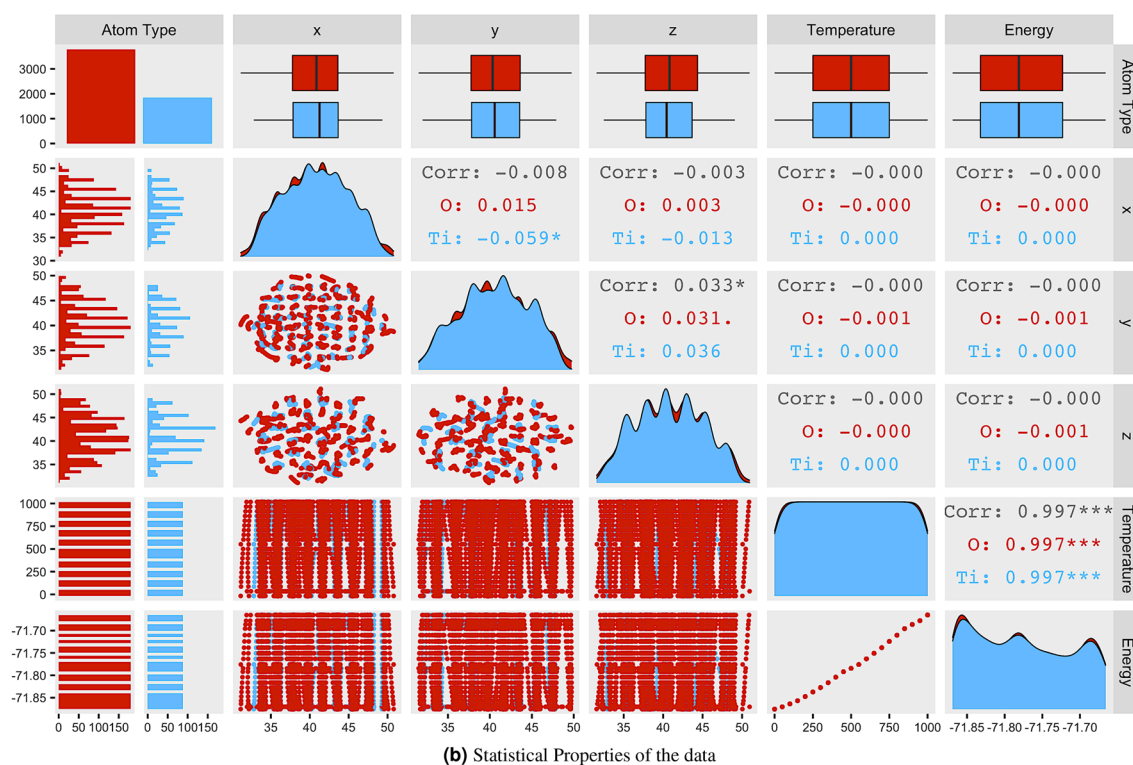 Atom Type x y z Temperature Energy
3000
2000
1000
0
Atom Type
50
45
40
35
30
Corr: -0.008 Corr: -0.003 Corr: -0.000 Corr: -0.000
O: 0.015 O: 0.003 O: -0.000 O: -0.000
Ti: -0.059* Ti: -0.013 Ti: 0.000 Ti: 0.000
x
50
45
40
35
Corr: 0.033* Corr: -0.000 Corr: -0.000
O: 0.031. O: -0.001 O: -0.001
Ti: 0.036 Ti: 0.000 Ti: 0.000
y
50
45
40
35
Corr: -0.000 Corr: -0.000
O: -0.000 O: -0.001
Ti: 0.000 Ti: 0.000
z
1000
750
500
250
0
Corr: 0.997***
O: 0.997***
Ti: 0.997***
Temperature
-71.70
-71.75
-71.80
-71.85
Energy
0 50 100150 0 50 100150 35 40 45 50 35 40 45 50 35 40 45 50 0 250 500 750 1000 -71.85 -71.80 -71.75 -71.70
(b) Statistical Properties of the data